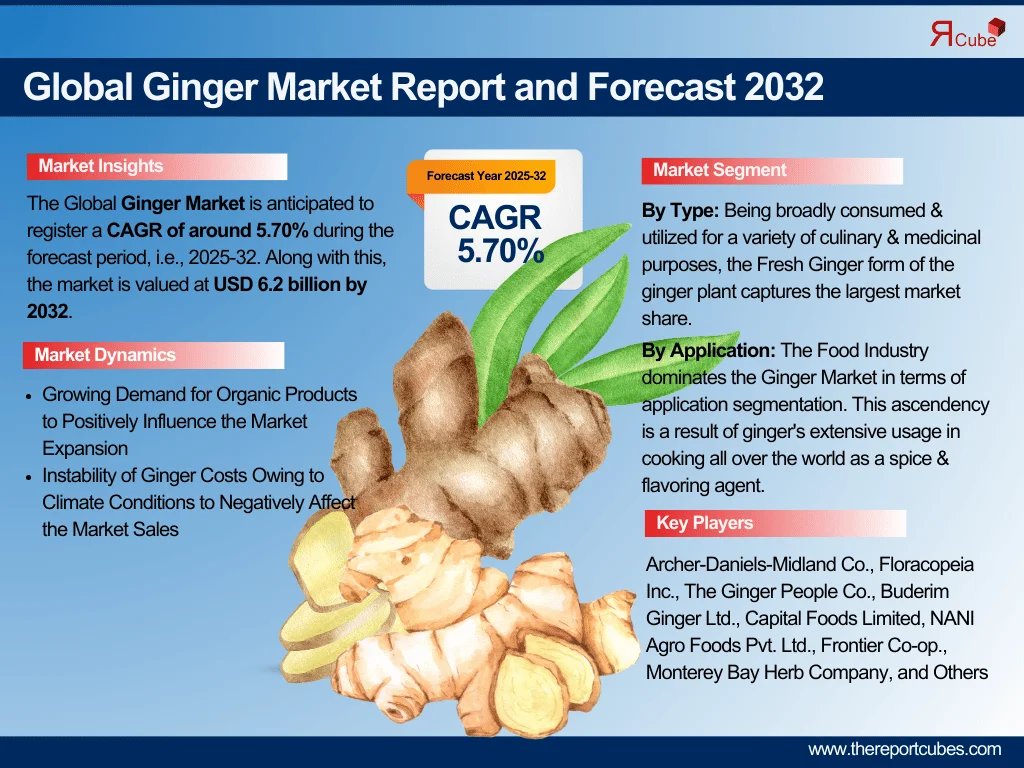 ЯCube
Global Ginger Market Report and Forecast 2032
Market Insights
The Global Ginger Market is anticipated to
register a CAGR of around 5.70% during the
forecast period, i.e., 2025-32. Along with this,
the market is valued at USD 6.2 billion by
2032.
Market Dynamics
• Growing Demand for Organic Products
to Positively Influence the Market
Expansion
• Instability of Ginger Costs Owing to
Climate Conditions to Negatively Affect
the Market Sales
Forecast Year 2025-32
CAGR
5.70%
Market Segment
By Type: Being broadly consumed &
utilized for a variety of culinary & medicinal
purposes, the Fresh Ginger form of the
ginger plant captures the largest market
share.
By Application: The Food Industry
dominates the Ginger Market in terms of
application segmentation. This ascendency
is a result of ginger's extensive usage in
cooking all over the world as a spice &
flavoring agent.
Key Players
Archer-Daniels-Midland Co., Floracopeia
Inc., The Ginger People Co., Buderim
Ginger Ltd., Capital Foods Limited, NANI
Agro Foods Pvt. Ltd., Frontier Co-op.,
Monterey Bay Herb Company, and Others
www.thereportcubes.com